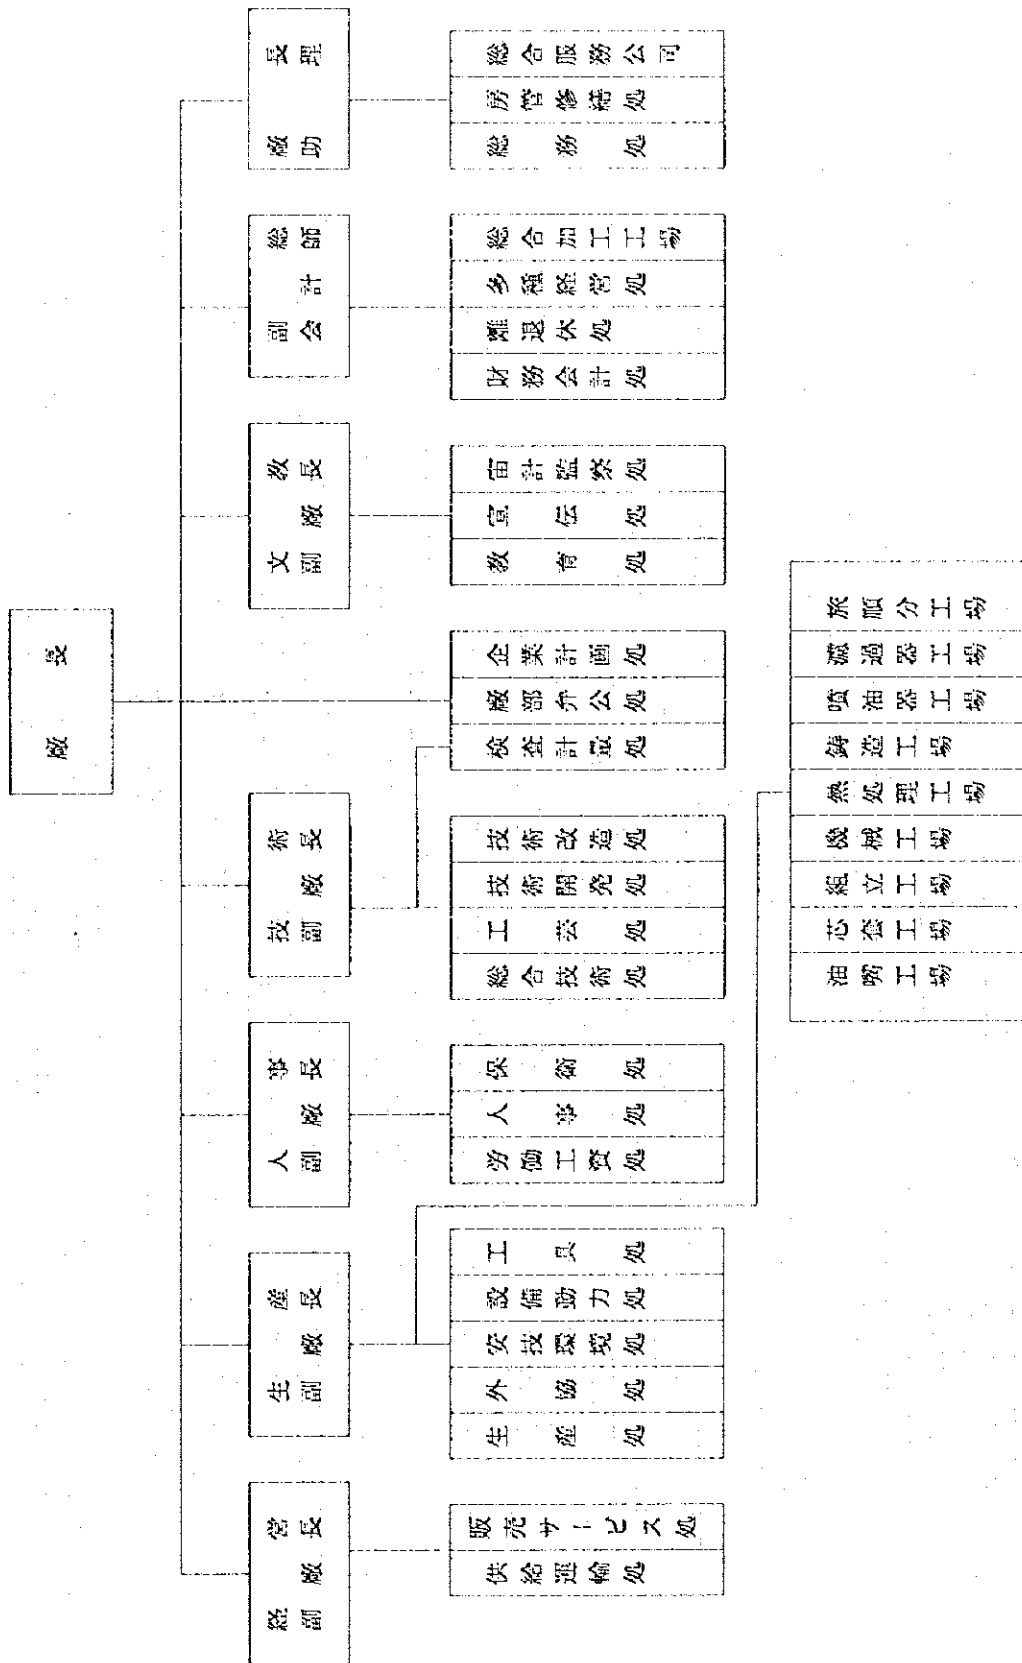 廠長
経営
副廠長
生産
副廠長
人事
副廠長
技術
副廠長
文教
副廠長
副総
会計師
廠長
助理
供給運輸処
販売サービス処
生産処
外協処
安技環境処
設備動力処
工具処
労働工資処
人事処
保衛処
総合技術処
工芸処
技術開発処
技術改造処
検査計量処
廠部弁公処
企業計画処
教育処
宣伝処
宙計監察処
財務会計処
離退休処
多種経営処
総合加工工場
総務処
房管修繕処
総合服務公司
油嘴工場
芯套工場
組立工場
機械工場
熱処理工場
鋳造工場
噴油器工場
濾過器工場
旅順分工場